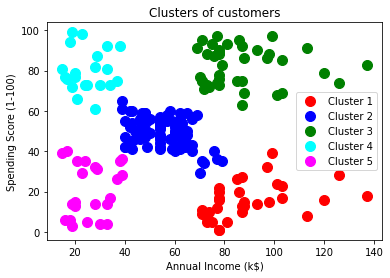 Clusters of customers
Spending Score (1-100)
100
80
60
40
20
0
Cluster 1
Cluster 2
Cluster 3
Cluster 4
Cluster 5
20 40 60 80 100 120 140
Annual Income (k$)